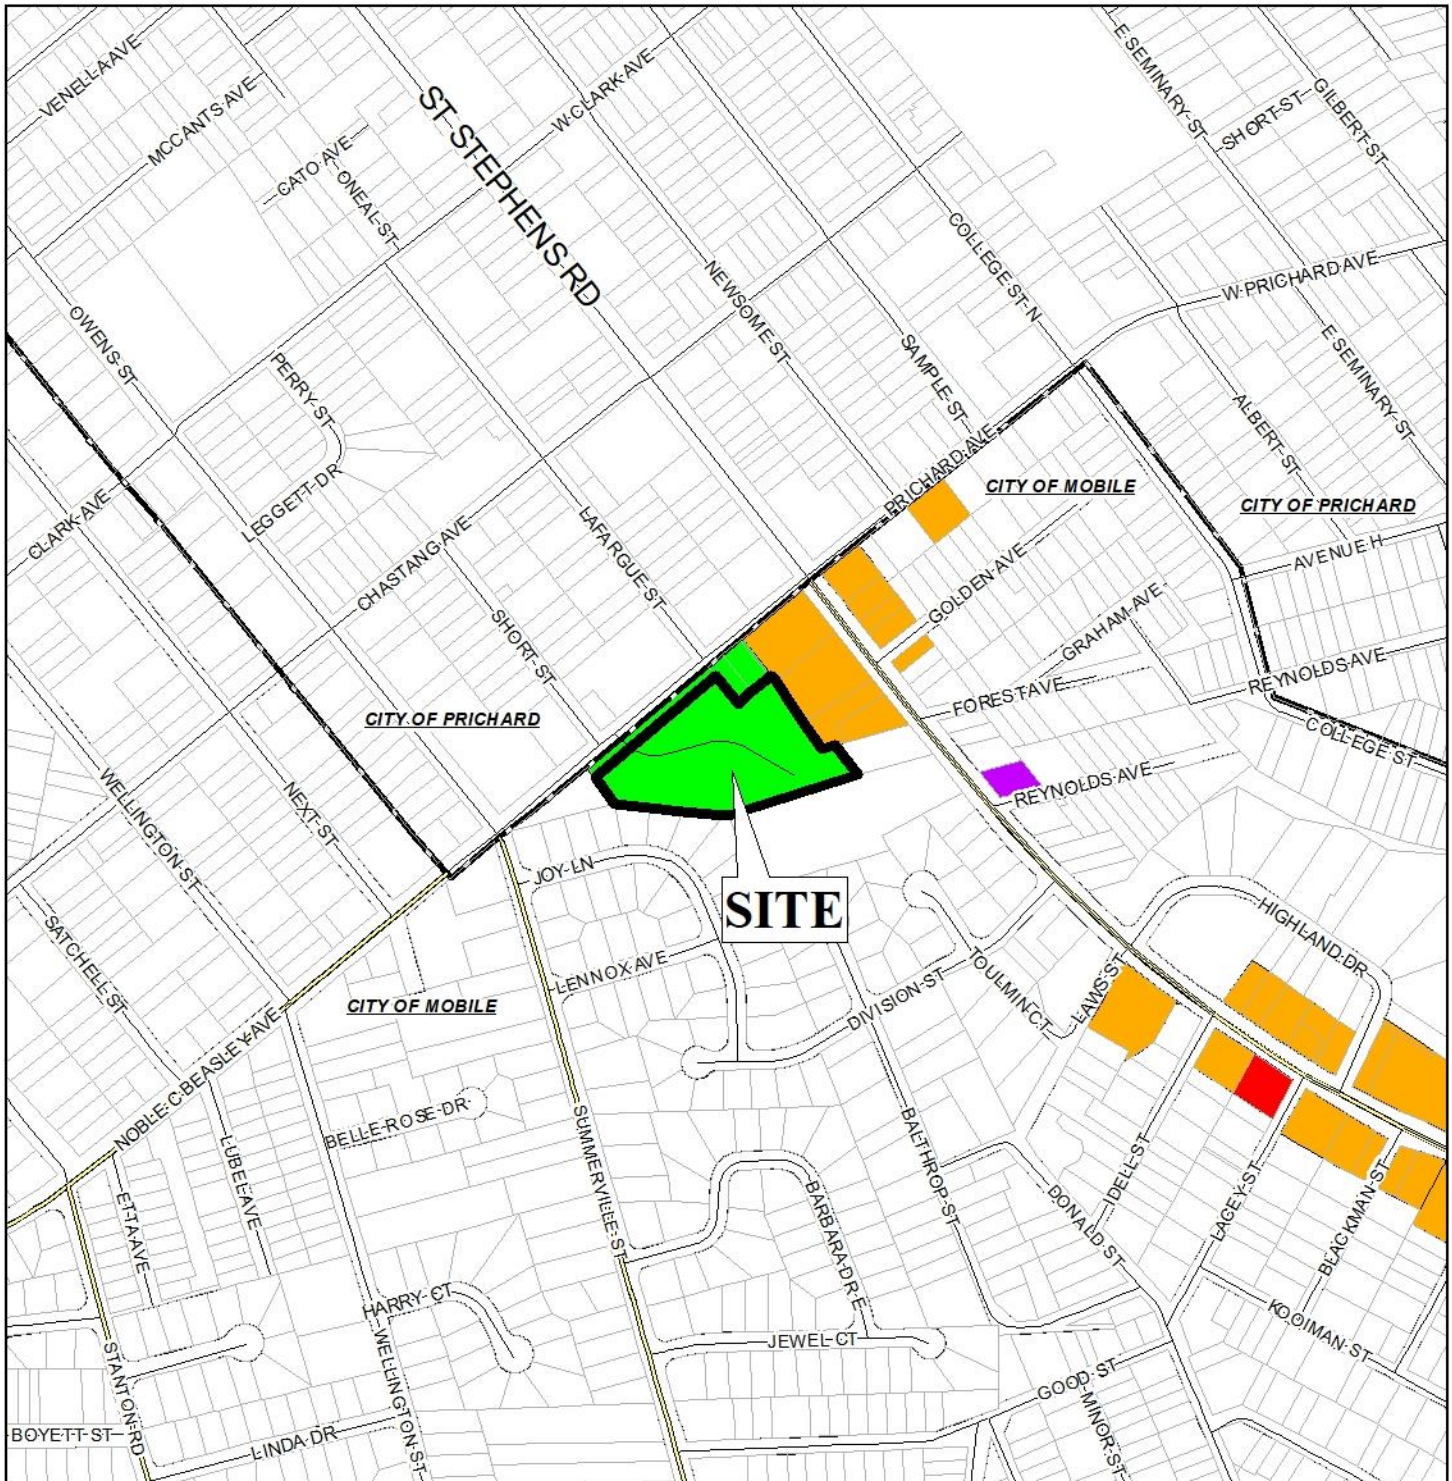 VENELLA AVE
MCCANTS AVE
CATO AVE
ONEAL ST
ST STEPHENS RD
W CLARK AVE
E SEMINARY ST
SHORT ST
GILBERT ST
OWENS ST
PERRY ST
NEWSOME ST
COLLEGE ST N
SAMPLE ST
W PRICHARD AVE
E SEMINARY ST
ALBERT ST
CLARK AVE
LEGGETT DR
CHASTANG AVE
LAFARGUE ST
PRICHARD AVE
CITY OF MOBILE
CITY OF PRICHARD
AVENUE H
GOLDEN AVE
GRAHAM AVE
SHORT ST
CITY OF PRICHARD
FOREST AVE
REYNOLDS AVE
COLLEGE ST
REYNOLDS AVE
WELLINGTON ST
NEXT ST
JOY LN
SITE
HIGHLAND DR
SATCHELL ST
LENNOX AVE
DIVISION ST
TOULMIN CT
LAWS ST
CITY OF MOBILE
NOBLE C BEASLEY AVE
BELLE ROSE DR
SUMMERVILLE ST
BALTHROP ST
LUBEL AVE
ETTA AVE
BARBARA DR E
DONALD ST
IDELL ST
LACEY ST
BLACKMAN ST
HARRY CT
JEWEL CT
KOOIMAN ST
STANTON RD
WELLINGTON ST
GOOD ST
MINOR ST
BOYETT ST
LINDA DR